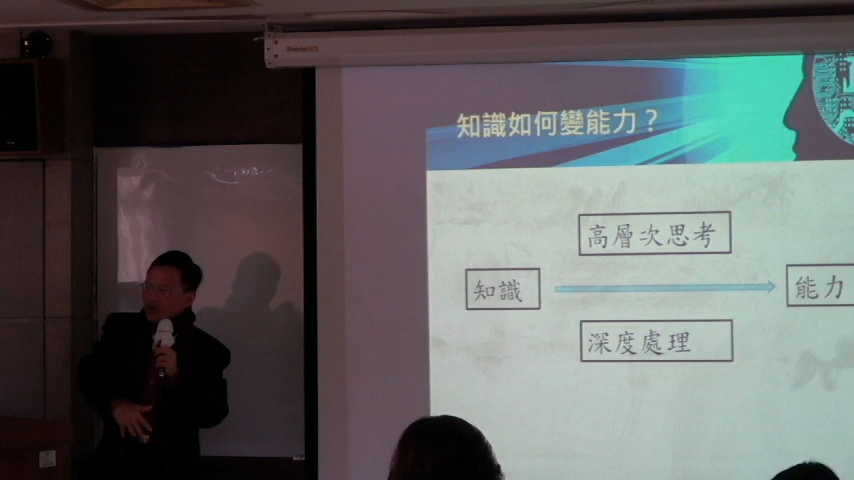 知識如何變能力？
高層次思考
知識
能力
深度處理